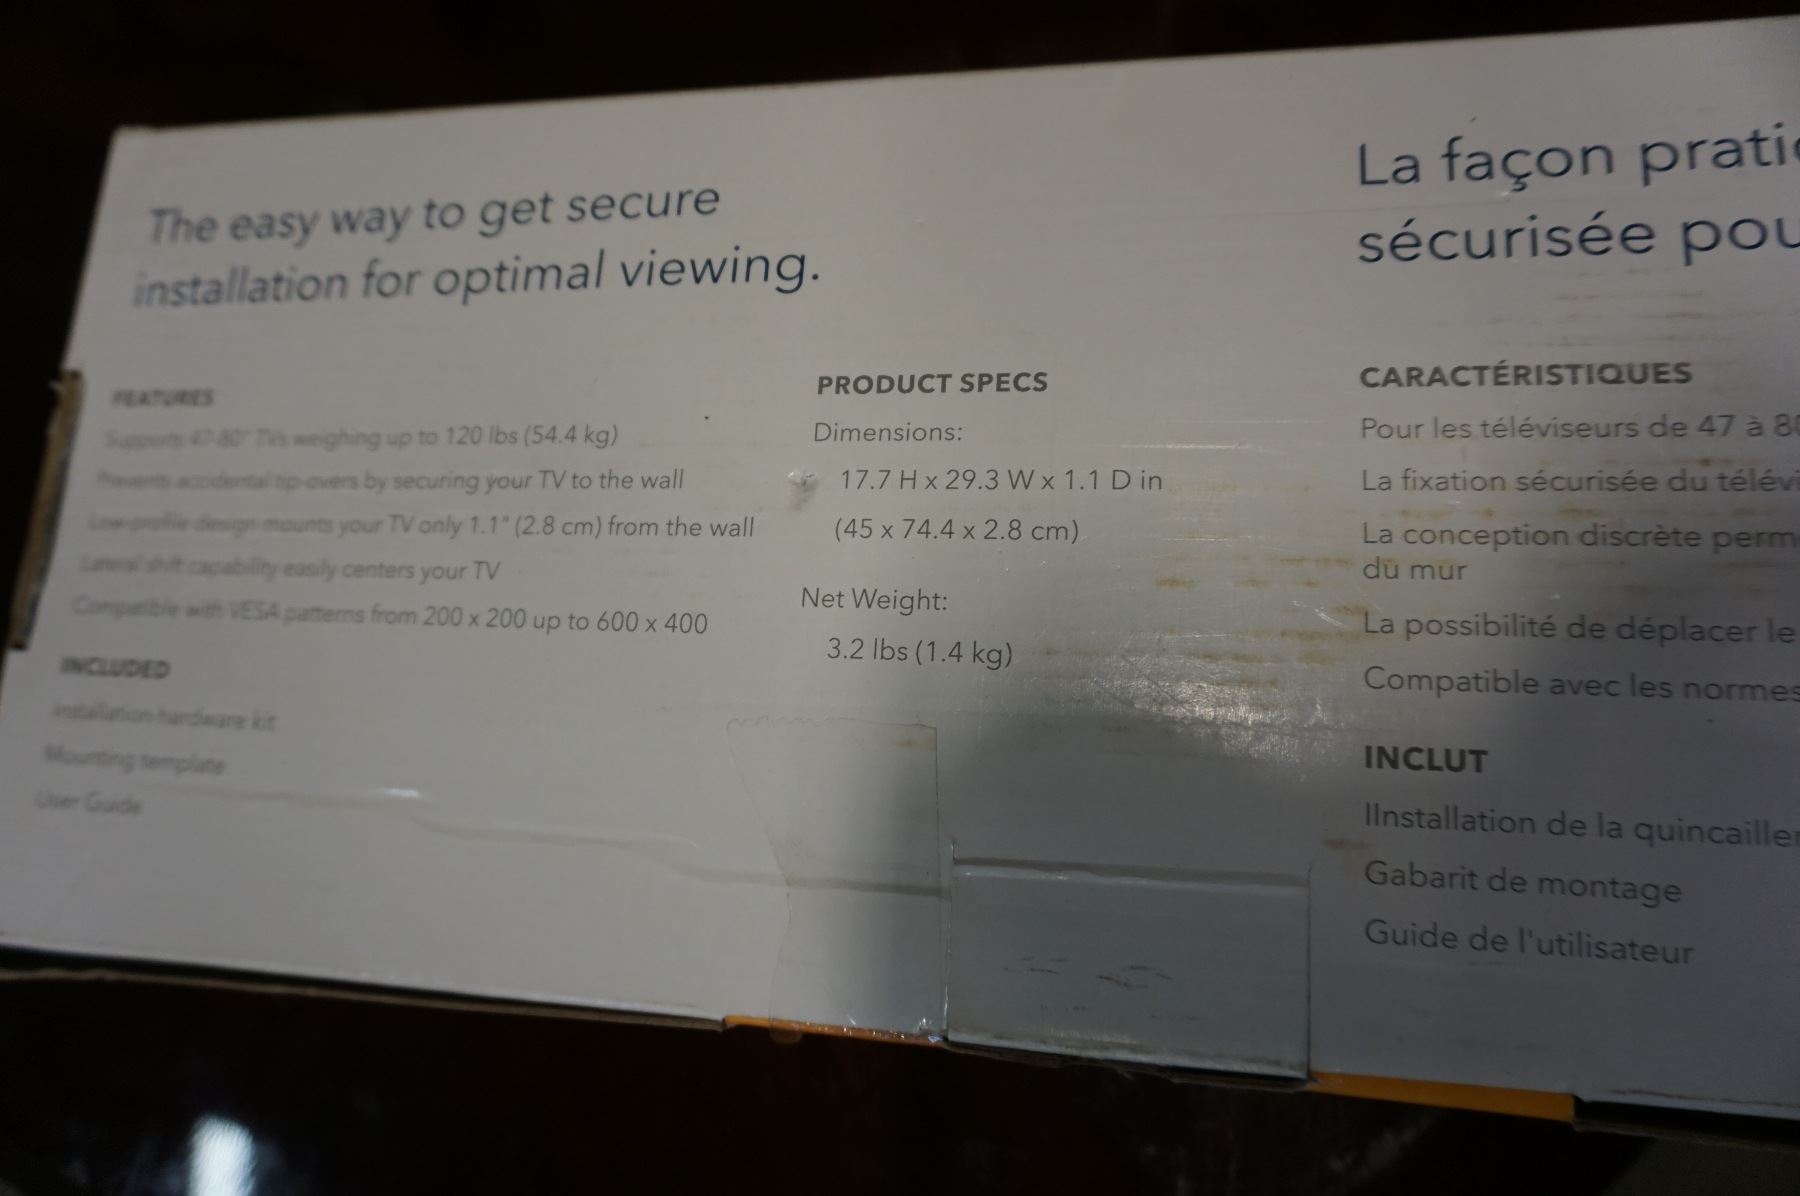 The easy way to get secure
installation for optimal viewing.
FEATURES
Supports 47-80" TVs weighing up to 120 lbs (54.4 kg)
Prevents accidental tip-overs by securing your TV to the wall
Low-profile design mounts your TV only 1.1" (2.8 cm) from the wall
Lateral shift capability easily centers your TV
Compatible with VESA patterns from 200 x 200 up to 600 x 400
INCLUDED
Installation hardware kit
Mounting template
User Guide
PRODUCT SPECS
Dimensions:
17.7 H x 29.3 W x 1.1 D in
(45 x 74.4 x 2.8 cm)
Net Weight:
3.2 lbs (1.4 kg)
La façon prati
sécurisée pou
CARACTÉRISTIQUES
Pour les téléviseurs de 47 à 80
La fixation sécurisée du télévi
La conception discrète perm
du mur
La possibilité de déplacer le
Compatible avec les normes
INCLUT
IInstallation de la quincailler
Gabarit de montage
Guide de l'utilisateur